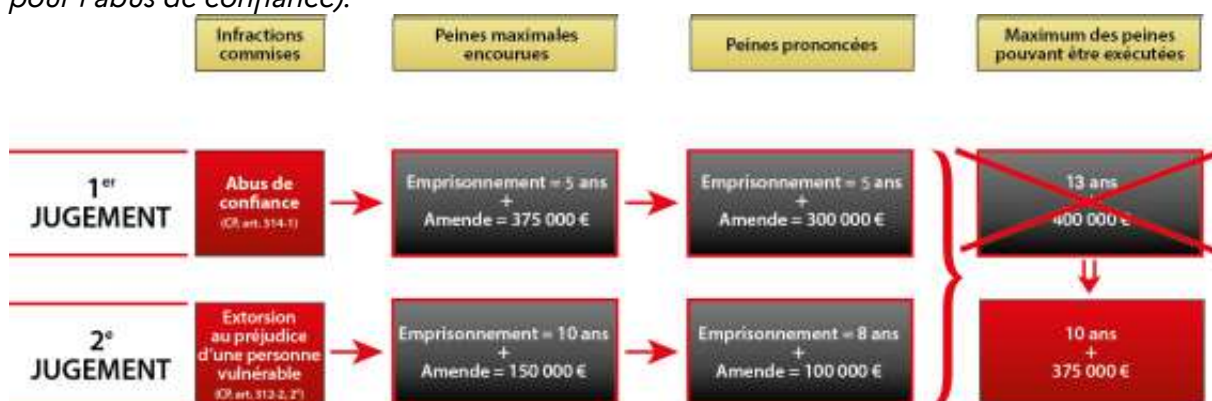 pour l'abus de confiance).
Infractions
commises
Peines maximales
encourues
Peines prononcées
Maximum des peines
pouvant être exécutées
1er
JUGEMENT
Abus de
confiance
(CP, art. 314-1)
Emprisonnement = 5 ans
+
Amende = 375 000 €
Emprisonnement = 5 ans
+
Amende = 300 000 €
13 ans
400 000 €
2e
JUGEMENT
Extorsion
au préjudice
d'une personne
vulnérable
(CP, art. 312-2, 2°)
Emprisonnement = 10 ans
+
Amende = 150 000 €
Emprisonnement = 8 ans
+
Amende = 100 000 €
10 ans
+
375 000 €